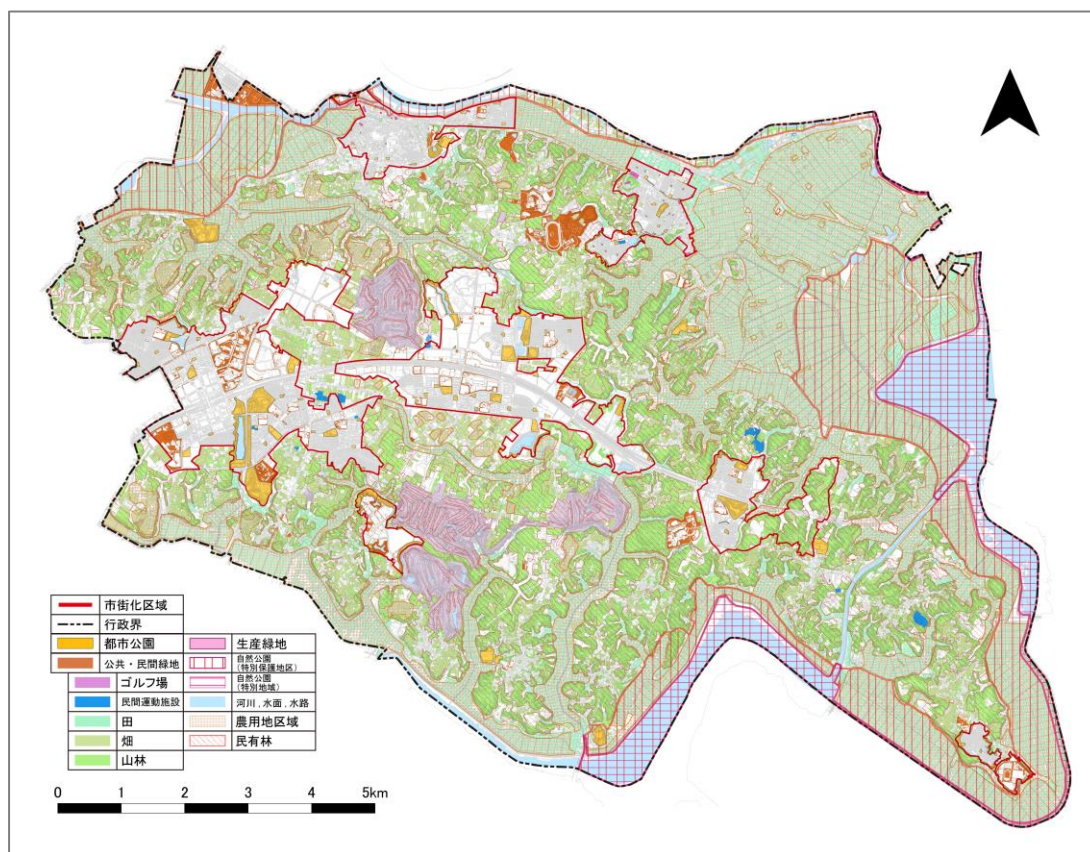 市街化区域
行政界
都市公園 生産緑地
公共・民間緑地 自然公園
(特別保護地区)
ゴルフ場 自然公園
(特別地域)
民間運動施設 河川,水面,水路
田 農用地区域
畑 民有林
山林
0 1 2 3 4 5km